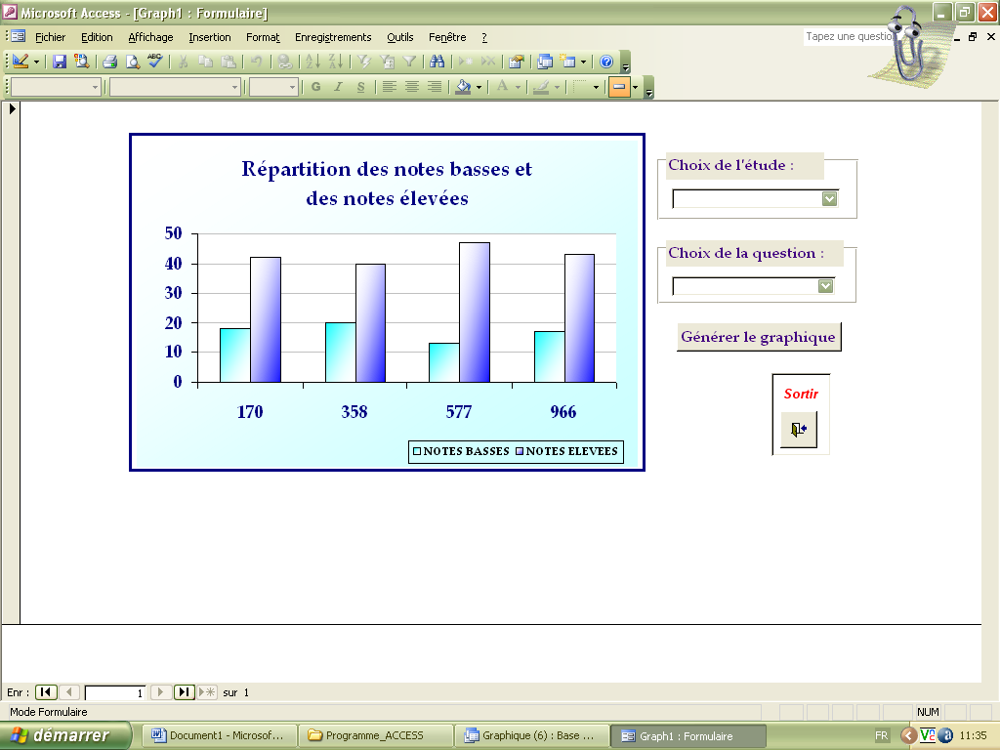 Microsoft Access - [Graph1 : Formulaire]
Fichier Edition Affichage Insertion Format Enregistrements Outils Fenêtre ? Tapez une questio
ABC
G I S A
Répartition des notes basses et
des notes élevées
50
40
30
20
10
0
170 358 577 966
NOTES BASSES NOTES ELEVEES
Choix de l'étude :
Choix de la question :
Générer le graphique
Sortir
Enr : 1 sur 1
Mode Formulaire NUM
démarrer Document1 - Microsof... Programme_ACCESS Graphique (6) : Base ... Graph1 : Formulaire FR 11:35